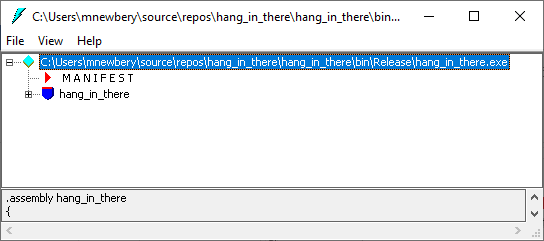 C:\Users\mnewbery\source\repos\hang_in_there\hang_in_there\bin...
File View Help
C:\Users\mnewbery\source\repos\hang_in_there\hang_in_there\bin\Release\hang_in_there.exe
M A N I F E S T
hang_in_there
.assembly hang_in_there
{